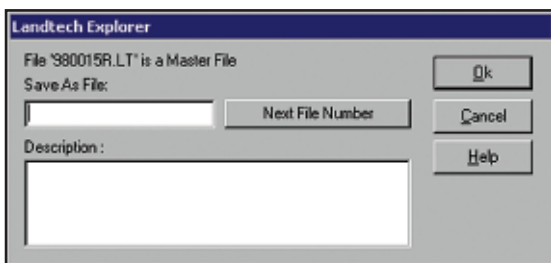 Landtech Explorer
File '980015R.LT' is a Master File
Save As File:
Next File Number
Description :
Ok
Cancel
Help